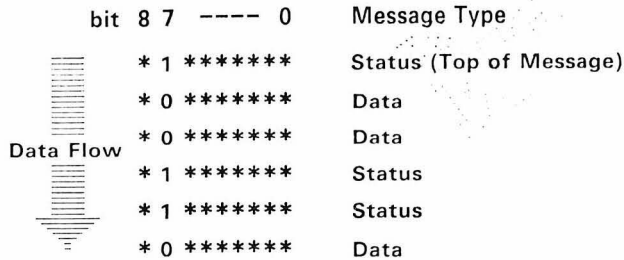 bit 8 7 ---- 0 Message Type
* 1 ******* Status (Top of Message)
* 0 ******* Data
* 0 ******* Data
Data Flow
* 1 ******* Status
* 1 ******* Status
* 0 ******* Data